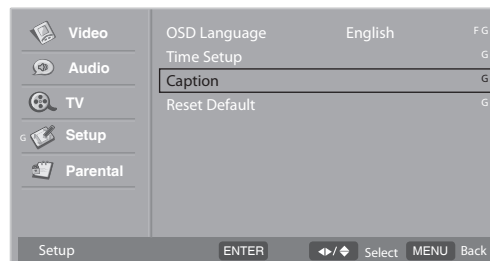 Video
Audio
TV
G Setup
Parental
OSD Language English F G
Time Setup G
Caption G
Reset Default G
Setup ENTER / Select MENU Back